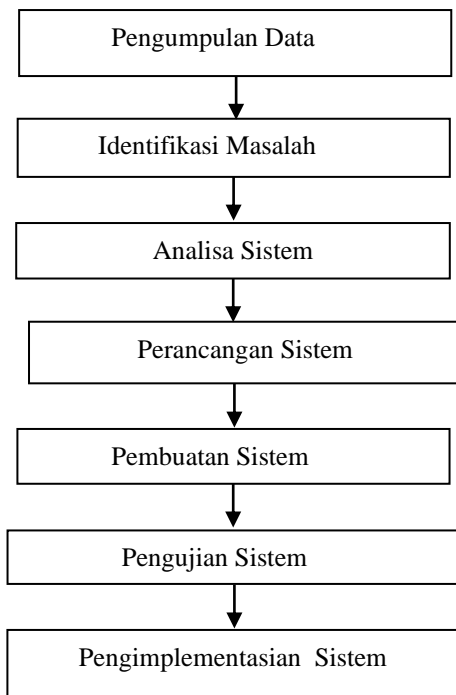 Pengumpulan Data
Identifikasi Masalah
Analisa Sistem
Perancangan Sistem
Pembuatan Sistem
Pengujian Sistem
Pengimplementasian Sistem